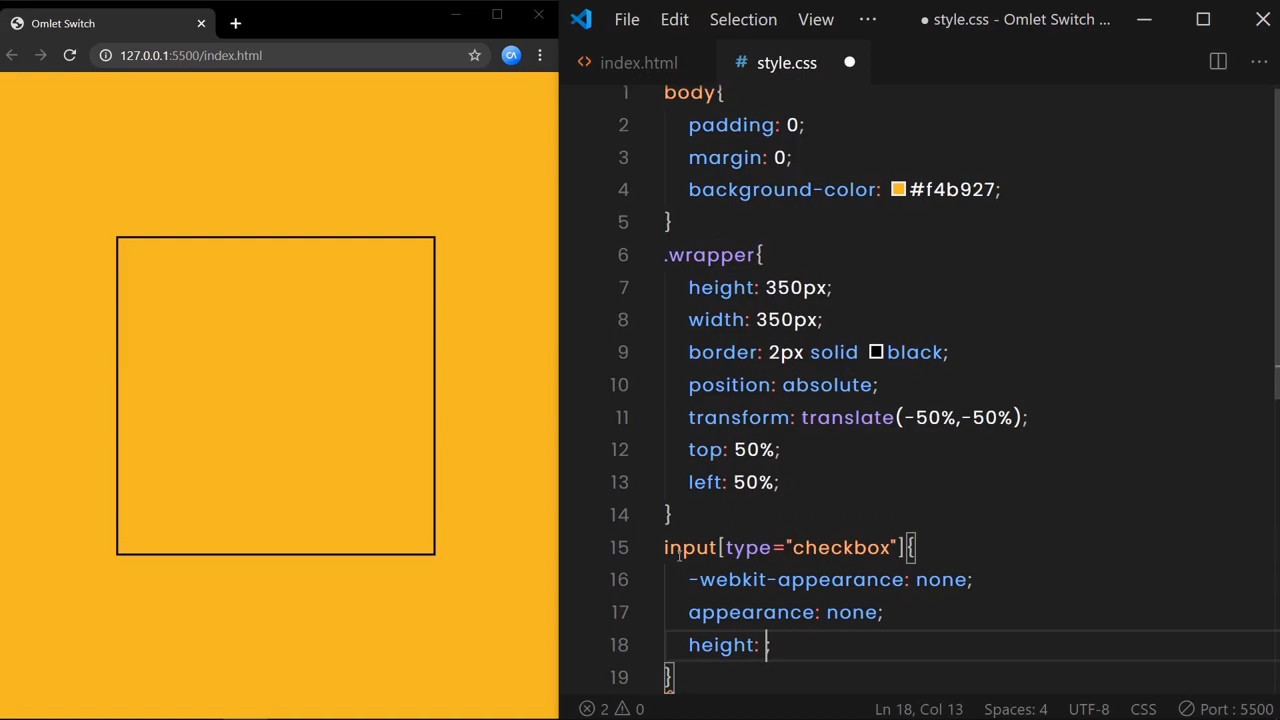 Omlet Switch
127.0.0.1:5500/index.html
File Edit Selection View ··· ● style.css - Omlet Switch ...
<> index.html # style.css ●
1 body{
2 padding: 0;
3 margin: 0;
4 background-color: #f4b927;
5 }
6 .wrapper{
7 height: 350px;
8 width: 350px;
9 border: 2px solid black;
10 position: absolute;
11 transform: translate(-50%,-50%);
12 top: 50%;
13 left: 50%;
14 }
15 input[type="checkbox"]{
16 -webkit-appearance: none;
17 appearance: none;
18 height: ;
19 }
2 0 Ln 18, Col 13 Spaces: 4 UTF-8 CSS Port : 5500